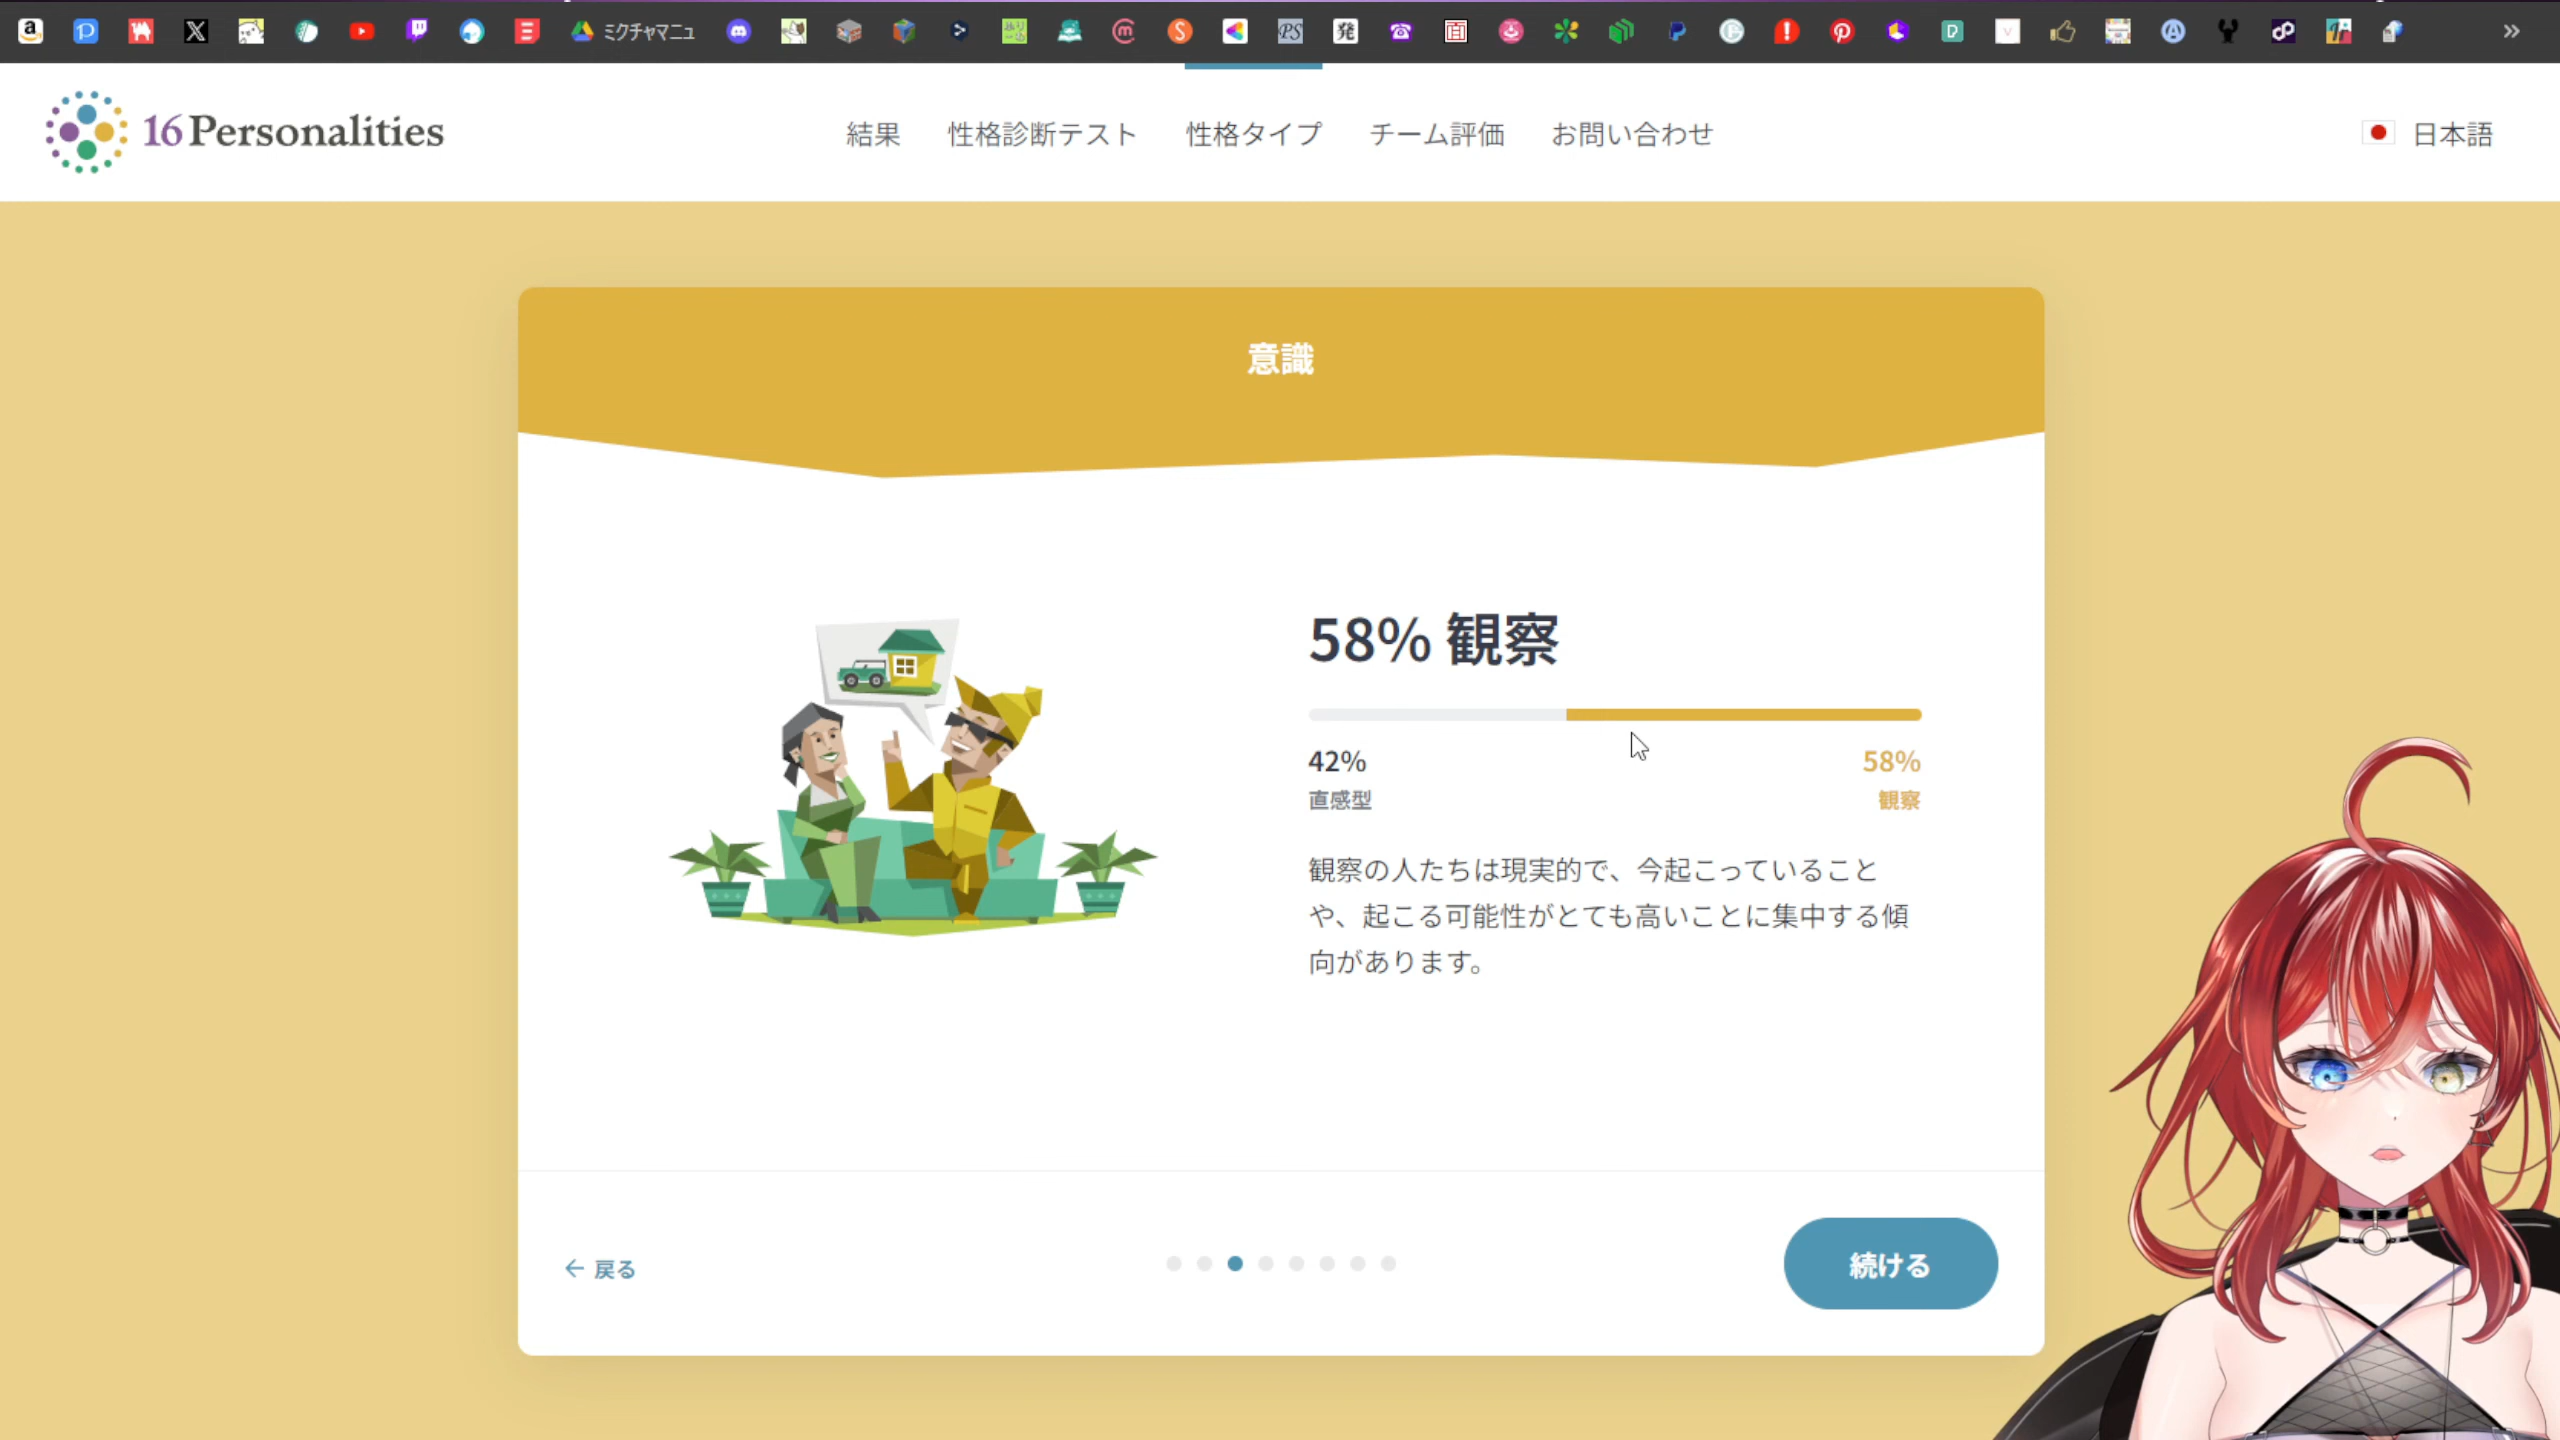 ミクチャマニュ
PS
発
16Personalities
結果
性格診断テスト
性格タイプ
チーム評価
お問い合わせ
日本語
意識
58% 観察
42%
58%
直感型
観察
観察の人たちは現実的で、今起こっていること
や、起こる可能性がとても高いことに集中する傾
向があります。
← 戻る
続ける